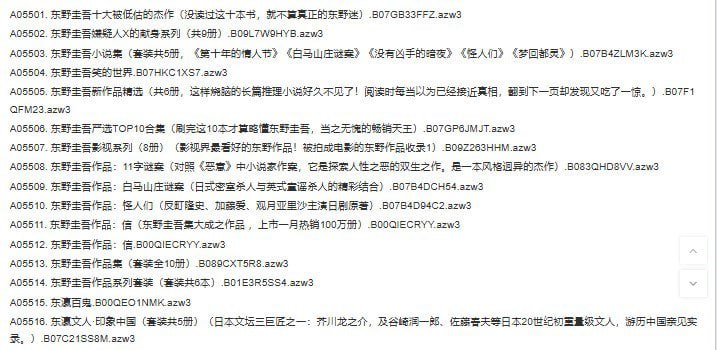 A05501. 东野圭吾十大被低估的杰作（没读过这十本书，就不算真正的东野迷）.B07GB33FFZ.azw3
A05502. 东野圭吾嫌疑人X的献身系列（共9册）.B09L7W9HYB.azw3
A05503. 东野圭吾小说集（套装共5册，《第十年的情人节》《白马山庄谜案》《没有凶手的暗夜》《怪人们》《梦回都灵》）.B07B4ZLM3K.azw3
A05504. 东野圭吾笑的世界.B07HKC1XS7.azw3
A05505. 东野圭吾新作品精选（共6册，这样烧脑的长篇推理小说好久不见了！阅读时每当以为已经接近真相，翻到下一页却发现又吃了一惊。）.B07F1
QFM23.azw3
A05506. 东野圭吾严选TOP10合集（刷完这10本才算略懂东野圭吾，当之无愧的畅销天王）.B07GP6JMJT.azw3
A05507. 东野圭吾影视系列（8册）（影视界最看好的东野作品！被拍成电影的东野作品收录1）.B09Z263HHM.azw3
A05508. 东野圭吾作品：11字谜案（对照《恶意》中小说家作案，它是探索人性之恶的双生之作。是一本风格迥异的杰作）.B083QHD8VV.azw3
A05509. 东野圭吾作品：白马山庄谜案（日式密室杀人与英式童谣杀人的精彩结合）.B07B4DCH54.azw3
A05510. 东野圭吾作品：怪人们（反町隆史、加藤爱、观月亚里沙主演日剧原著）.B07B4D94C2.azw3
A05511. 东野圭吾作品：信（东野圭吾集大成之作品 ，上市一月热销100万册）.B00QIECRYY.azw3
A05512. 东野圭吾作品：信.B00QIECRYY.azw3
A05513. 东野圭吾作品集（套装全10册）.B089CXT5R8.azw3
A05514. 东野圭吾作品系列套装（套装共6本）.B01E3R5SS4.azw3
A05515. 东瀛百鬼.B00QEO1NMK.azw3
A05516. 东瀛文人·印象中国（套装共5册）（日本文坛三巨匠之一：芥川龙之介，及谷崎润一郎、佐藤春夫等日本20世纪初重量级文人，游历中国亲见实
录。）.B07C21SS8M.azw3